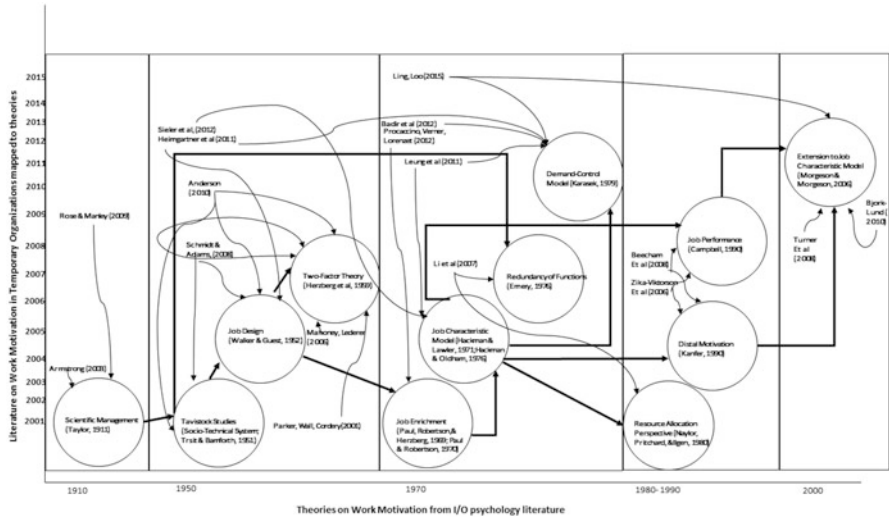 Literature on Work Motivation in Temporary Organizations mapped to theories
2015
2014
2013
2012
2011
2010
2009
2008
2007
2006
2005
2004
2003
2002
2001
Rose & Manley (2009)
Armstrong (2003)
Scientific Management
(Taylor, 1911)
Sieler et al, (2012)
Heimgartner et al (2011)
Anderson
(2010)
Schmidt &
Adams, (2008)
Two-Factor Theory
(Herzberg et al, 1959)
Job Design
(Walker & Guest, 1952)
Mahoney, Lederer
(2006)
Tavistock Studies
(Socio-Technical System;
Trsit & Bamforth, 1951)
Parker, Wall, Cordery(2001)
Ling, Loo (2015)
Badir et al (2012)
Procaccino, Verner,
Lorenzet (2012)
Leung et al (2011)
Demand-Control
Model (Karasek, 1979)
Li et al (2007)
Redundancy of Functions
(Emery, 1976)
Job Characteristic
Model (Hackman &
Lawler, 1971;Hackman
& Oldham, 1976)
Job Enrichment
(Paul, Robertson,&
Herzberg, 1969; Paul
& Robertson, 1970)
Job Performance
(Campbell, 1990)
Beecham Et
al (2008)
Zika-Viktorson
Et al (2006)
Distal Motivation
(Kanfer, 1990)
Resource Allocation
Perspective (Naylor,
Pritchard, &Ilgen, 1980)
Extension to Job
Characteristic Model
(Morgeson &
Morgeson, 2006)
Turner
Et al
(2008)
Bjork-
Lund (
2010)
1910
1950
1970
1980- 1990
2000
Theories on Work Motivation from I/O psychology literature